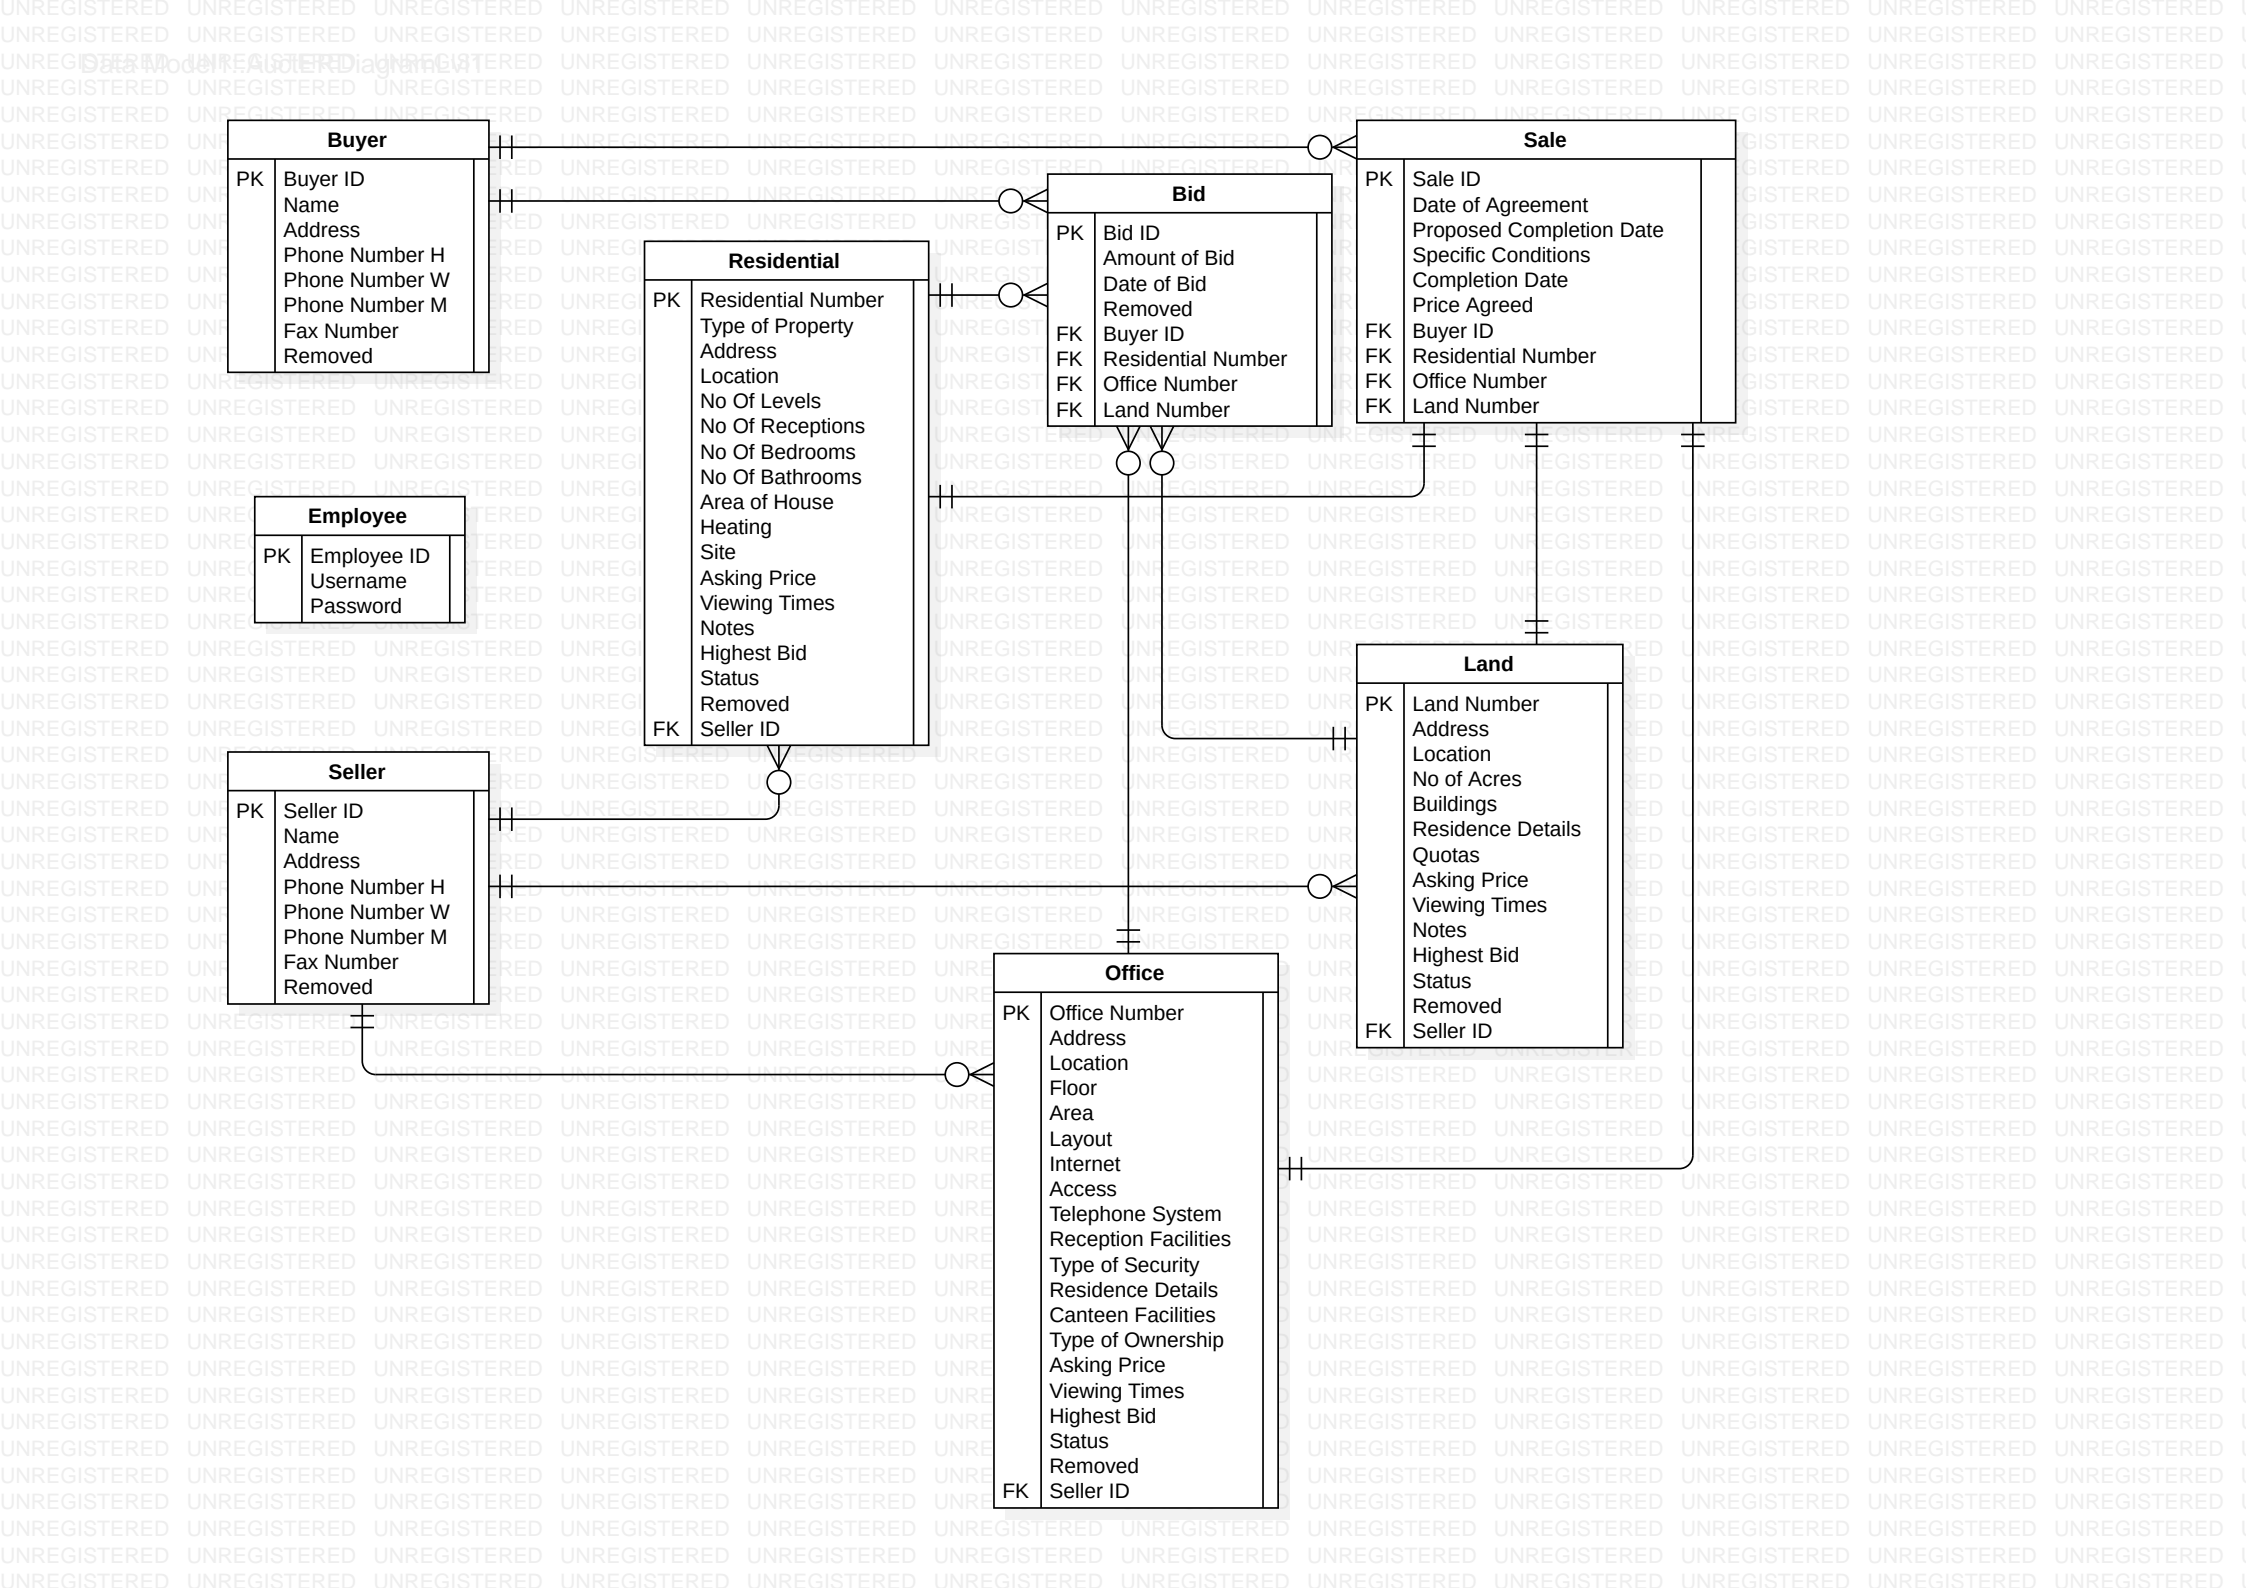 Data Model1::AuctERDiagramLvl1
Buyer
PK Buyer ID
Name
Address
Phone Number H
Phone Number W
Phone Number M
Fax Number
Removed
Sale
PK Sale ID
Date of Agreement
Proposed Completion Date
Specific Conditions
Completion Date
Price Agreed
FK Buyer ID
FK Residential Number
FK Office Number
FK Land Number
Bid
PK Bid ID
Amount of Bid
Date of Bid
Removed
FK Buyer ID
FK Residential Number
FK Office Number
FK Land Number
Residential
PK Residential Number
Type of Property
Address
Location
No Of Levels
No Of Receptions
No Of Bedrooms
No Of Bathrooms
Area of House
Heating
Site
Asking Price
Viewing Times
Notes
Highest Bid
Status
Removed
FK Seller ID
Employee
PK Employee ID
Username
Password
Land
PK Land Number
Address
Location
No of Acres
Buildings
Residence Details
Quotas
Asking Price
Viewing Times
Notes
Highest Bid
Status
Removed
FK Seller ID
Seller
PK Seller ID
Name
Address
Phone Number H
Phone Number W
Phone Number M
Fax Number
Removed
Office
PK Office Number
Address
Location
Floor
Area
Layout
Internet
Access
Telephone System
Reception Facilities
Type of Security
Residence Details
Canteen Facilities
Type of Ownership
Asking Price
Viewing Times
Highest Bid
Status
Removed
FK Seller ID
UNREGISTERED